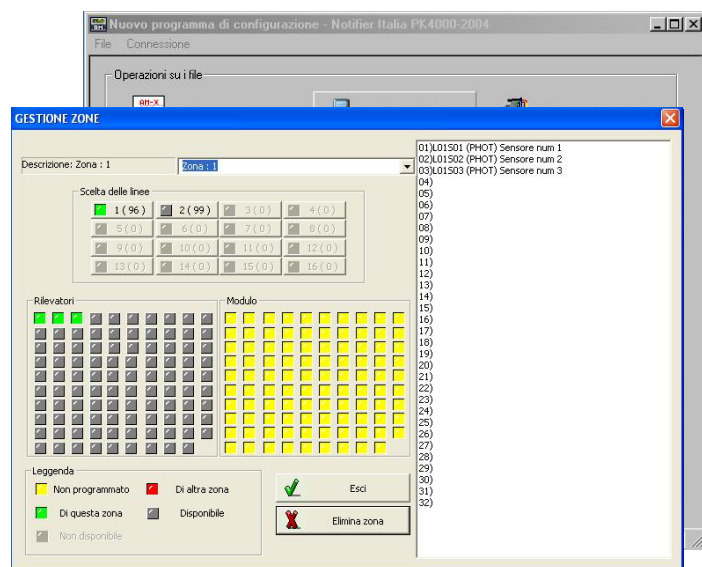 Nuovo programma di configurazione - Notifier Italia PK4000-2004
File Connessione
Operazioni su i file
AM-X
GESTIONE ZONE
Descrizione: Zona : 1
Zona : 1
Scelta delle linee
1 ( 96 ) 2 ( 99 ) 3 ( 0 ) 4 ( 0 )
5 ( 0 ) 6 ( 0 ) 7 ( 0 ) 8 ( 0 )
9 ( 0 ) 10 ( 0 ) 11 ( 0 ) 12 ( 0 )
13 ( 0 ) 14 ( 0 ) 15 ( 0 ) 16 ( 0 )
Rilevatori
Modulo
Leggenda
Non programmato Di altra zona
Di questa zona Disponibile
Non disponibile
Esci
Elimina zona
01)L01S01 (PHOT) Sensore num 1
02)L01S02 (PHOT) Sensore num 2
03)L01S03 (PHOT) Sensore num 3
04)
05)
06)
07)
08)
09)
10)
11)
12)
13)
14)
15)
16)
17)
18)
19)
20)
21)
22)
23)
24)
25)
26)
27)
28)
29)
30)
31)
32)